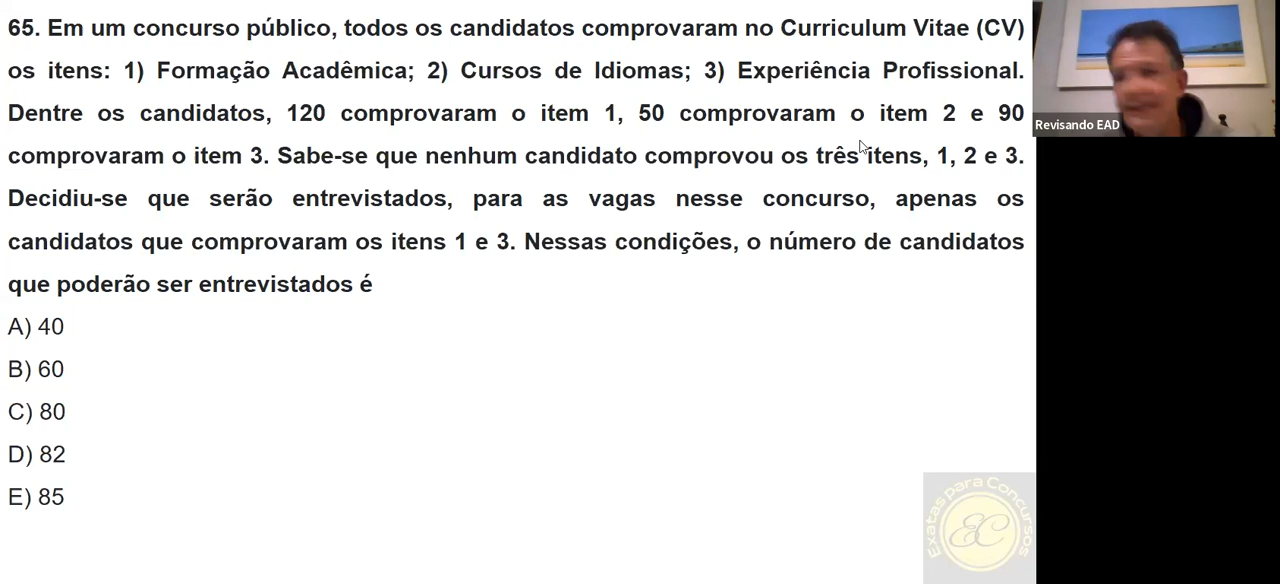 65. Em um concurso público, todos os candidatos comprovaram no Curriculum Vitae (CV)
os itens: 1) Formação Acadêmica; 2) Cursos de Idiomas; 3) Experiência Profissional.
Dentre os candidatos, 120 comprovaram o item 1, 50 comprovaram o item 2 e 90
comprovaram o item 3. Sabe-se que nenhum candidato comprovou os três itens, 1, 2 e 3.
Decidiu-se que serão entrevistados, para as vagas nesse concurso, apenas os
candidatos que comprovaram os itens 1 e 3. Nessas condições, o número de candidatos
que poderão ser entrevistados é
A) 40
B) 60
C) 80
D) 82
E) 85
Revisando EAD
Exatas para Concursos
EC